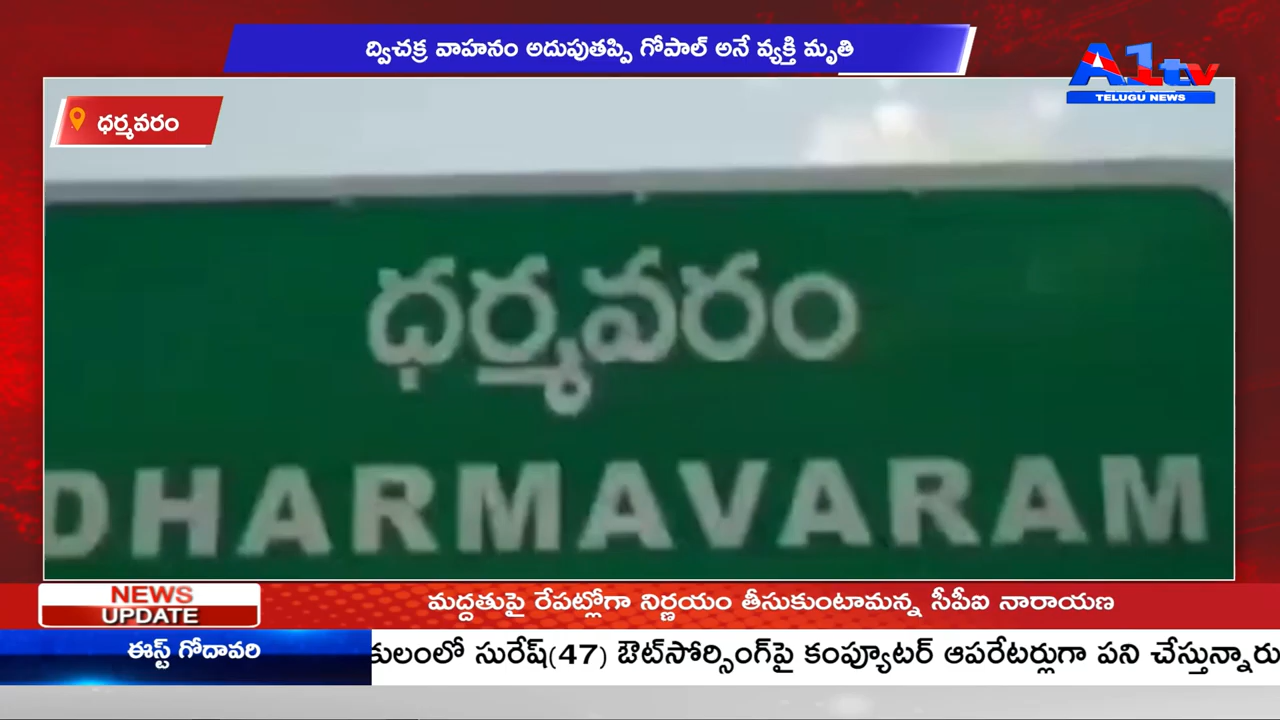 ద్విచక్ర వాహనం అదుపుతప్పి గోపాల్ అనే వ్యక్తి మృతి
A1tv
TELUGU NEWS
ధర్మవరం
ధర్మవరం
DHARMAVARAM
NEWS
UPDATE
మద్దతుపై రేపట్లోగా నిర్ణయం తీసుకుంటామన్న సీపీఐ నారాయణ
ఈస్ట్ గోదావరి
కులంలో సురేష్(47) ఔట్‌సోర్సింగ్‌పై కంప్యూటర్ ఆపరేటర్లుగా పని చేస్తున్నారు